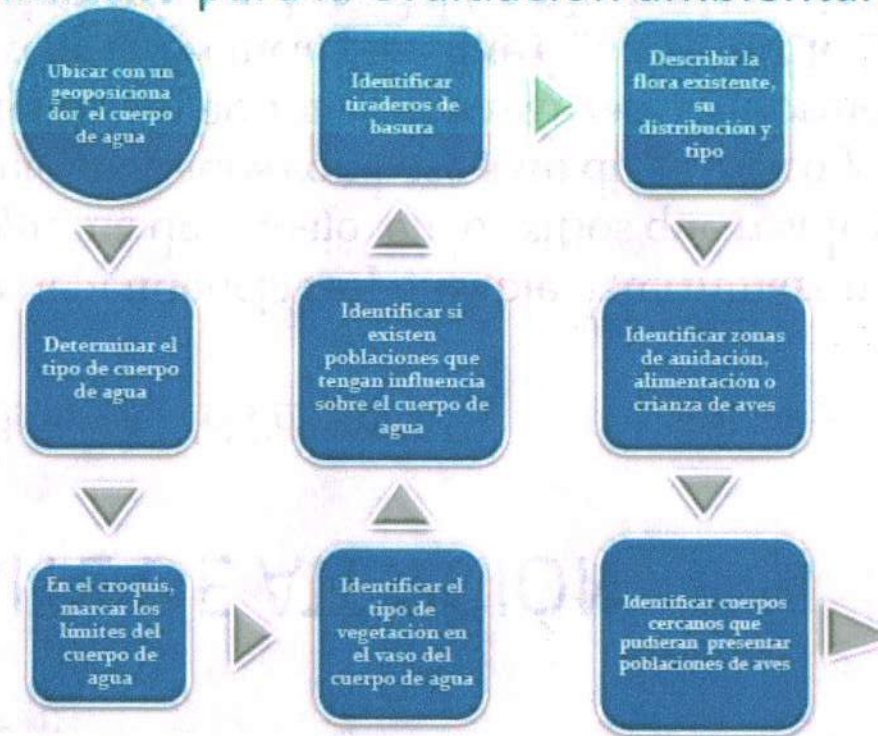 para la evaluación ambiental
Ubicar con un
geoposiciona
dor el cuerpo
de agua
Determinar el
tipo de cuerpo
de agua
En el croquis,
marcar los
límites del
cuerpo de
agua
Identificar el
tipo de
vegetación en
el vaso del
cuerpo de agua
Identificar si
existen
poblaciones que
tengan influencia
sobre el cuerpo de
agua
Identificar
tiraderos de
basura
Describir la
flora existente,
su
distribución y
tipo
Identificar zonas
de anidación,
alimentación o
crianza de aves
Identificar cuerpos
cercanos que
pudieran presentar
poblaciones de aves